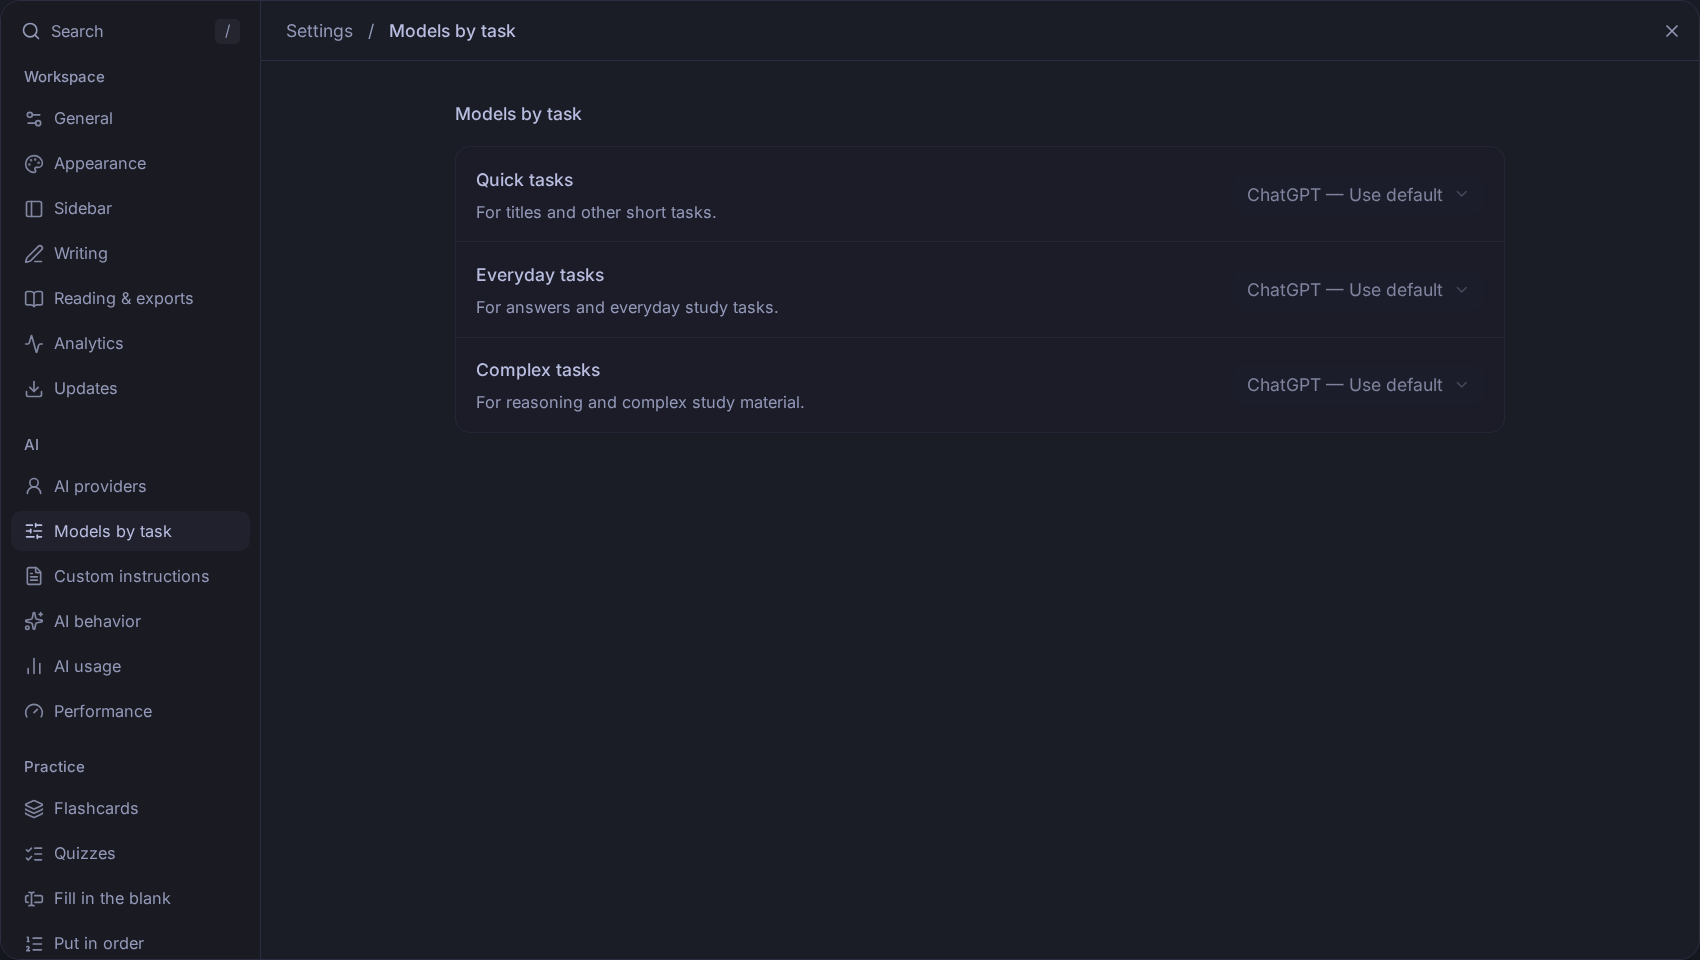 Search
/
Workspace
General
Appearance
Sidebar
Writing
Reading & exports
Analytics
Updates
AI
AI providers
Models by task
Custom instructions
AI behavior
AI usage
Performance
Practice
Flashcards
Quizzes
Fill in the blank
Put in order
Settings / Models by task
Models by task
Quick tasks
For titles and other short tasks.
ChatGPT — Use default
Everyday tasks
For answers and everyday study tasks.
ChatGPT — Use default
Complex tasks
For reasoning and complex study material.
ChatGPT — Use default